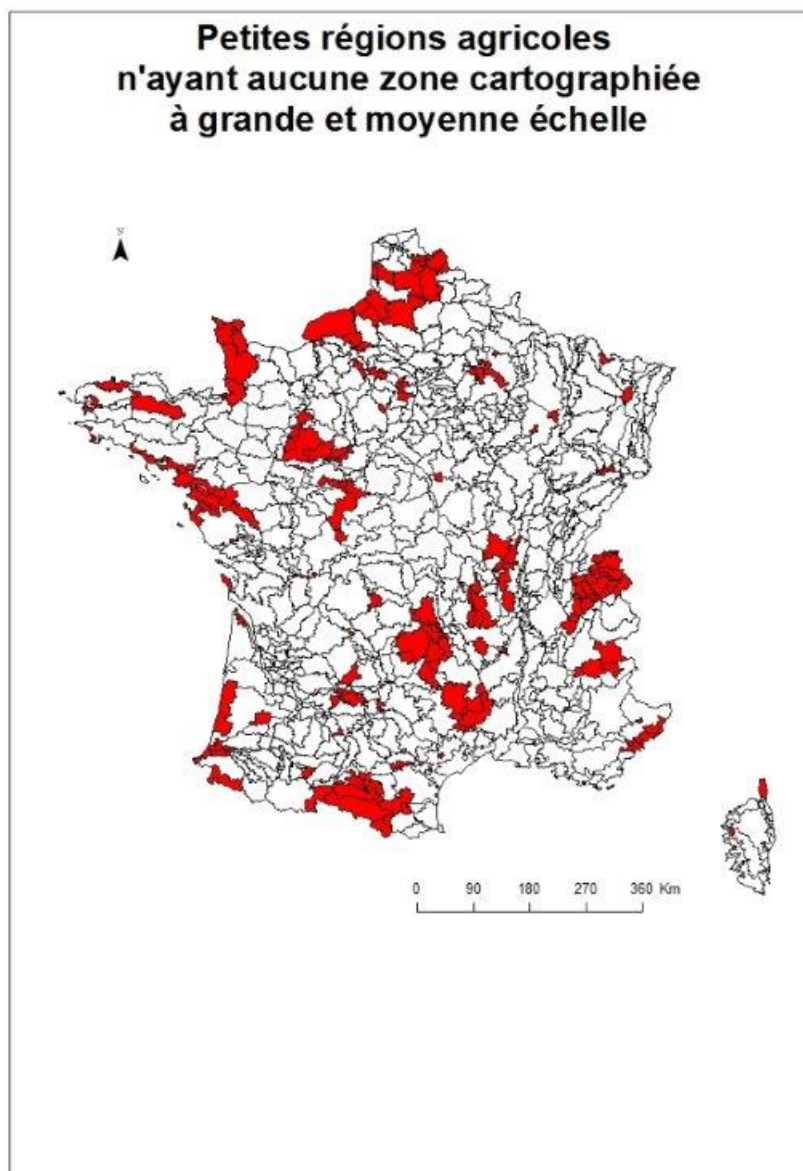 Petites régions agricoles
n'ayant aucune zone cartographiée
à grande et moyenne échelle
N
0 90 180 270 360 Km